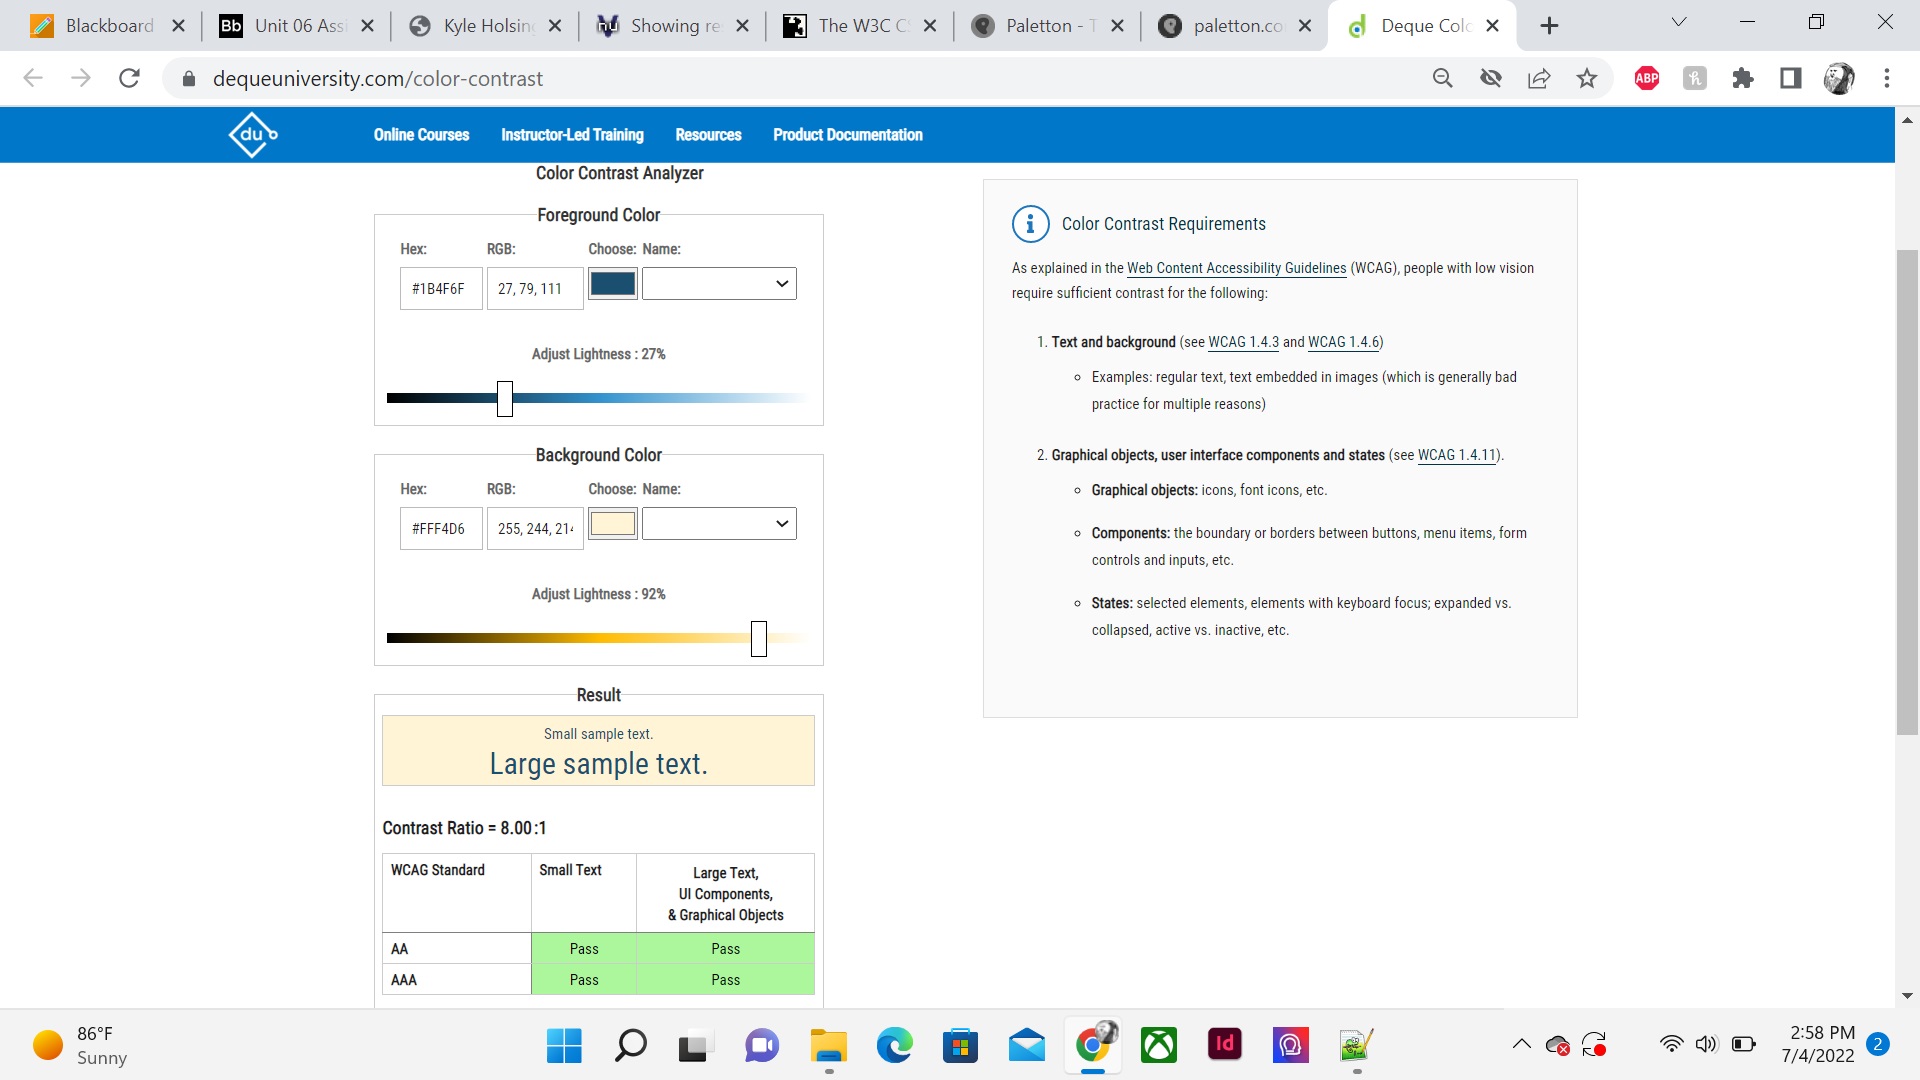 Blackboard
Bb Unit 06 Assi
Kyle Holsin
Showing re
The W3C C
Paletton - T
paletton.co
Deque Colo
dequeuniversity.com/color-contrast
ABP
du
Online Courses
Instructor-Led Training
Resources
Product Documentation
Color Contrast Analyzer
Foreground Color
Hex: RGB: Choose: Name:
#1B4F6F 27, 79, 111
Adjust Lightness : 27%
Background Color
Hex: RGB: Choose: Name:
#FFF4D6 255, 244, 214
Adjust Lightness : 92%
Result
Small sample text.
Large sample text.
Contrast Ratio = 8.00:1
WCAG Standard Small Text Large Text,
UI Components,
& Graphical Objects
AA Pass Pass
AAA Pass Pass
Color Contrast Requirements
As explained in the Web Content Accessibility Guidelines (WCAG), people with low vision
require sufficient contrast for the following:
1. Text and background (see WCAG 1.4.3 and WCAG 1.4.6)
Examples: regular text, text embedded in images (which is generally bad
practice for multiple reasons)
2. Graphical objects, user interface components and states (see WCAG 1.4.11).
Graphical objects: icons, font icons, etc.
Components: the boundary or borders between buttons, menu items, form
controls and inputs, etc.
States: selected elements, elements with keyboard focus; expanded vs.
collapsed, active vs. inactive, etc.
86°F
Sunny
Id
2:58 PM
7/4/2022
2